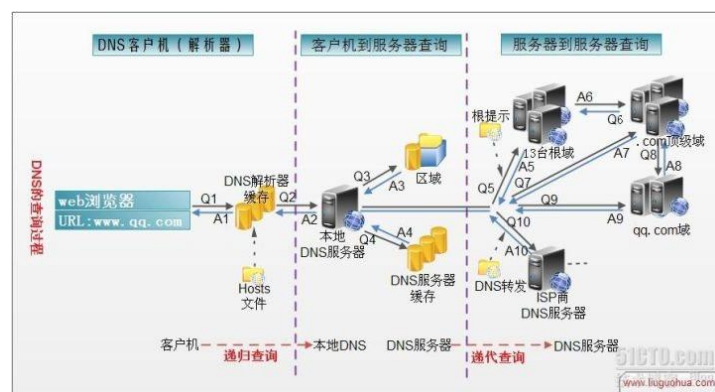 DNS客户机（解析器）
客户机到服务器查询
服务器到服务器查询
DNS的查询过程
web浏览器
URL:www.qq.com
Q1
A1
DNS解析器
缓存
Hosts
文件
Q2
A2
本地
DNS服务器
Q3
A3
区域
Q4
A4
DNS服务器
缓存
根提示
13台根域
Q5
A5
A6
Q6
.com顶级域
Q7
A7
Q8
A8
Q9
A9
qq.com域
Q10
A10
DNS转发
ISP商
DNS服务器
客户机
递归查询
本地DNS
DNS服务器
递代查询
DNS服务器
51CTO.com
www.liuguohua.com